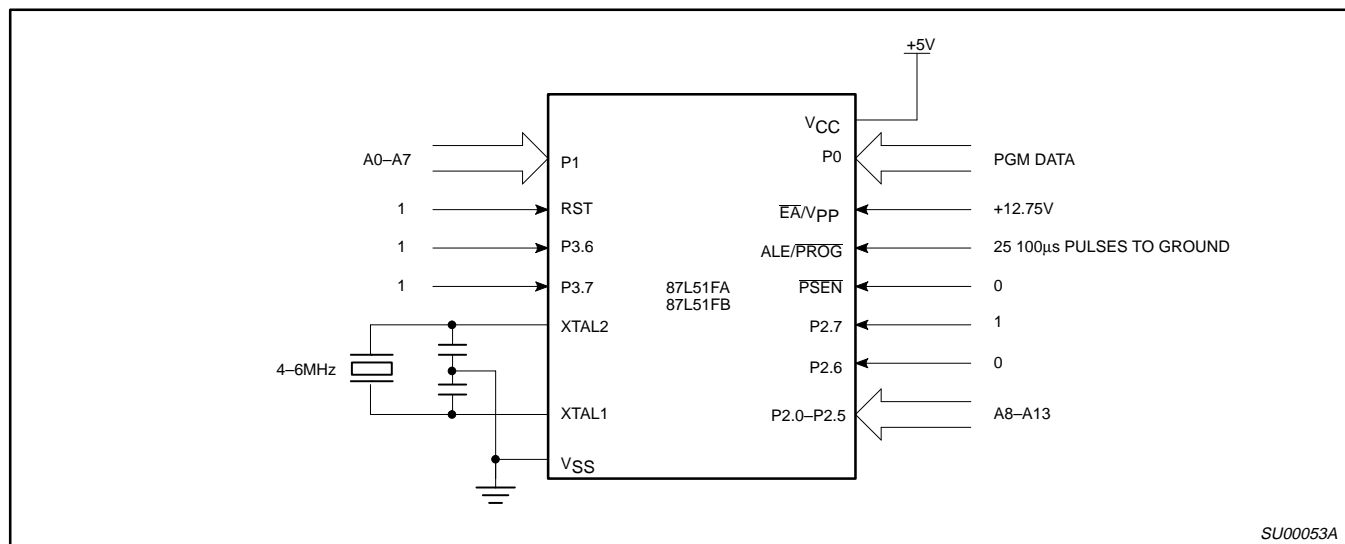 +5V
VCC
A0–A7
P1
P0
PGM DATA
1
RST
EA/VPP
+12.75V
1
P3.6
ALE/PROG
25 100μs PULSES TO GROUND
1
P3.7
87L51FA
87L51FB
PSEN
0
XTAL2
P2.7
1
4–6MHz
P2.6
0
XTAL1
P2.0–P2.5
A8–A13
VSS
SU00053A